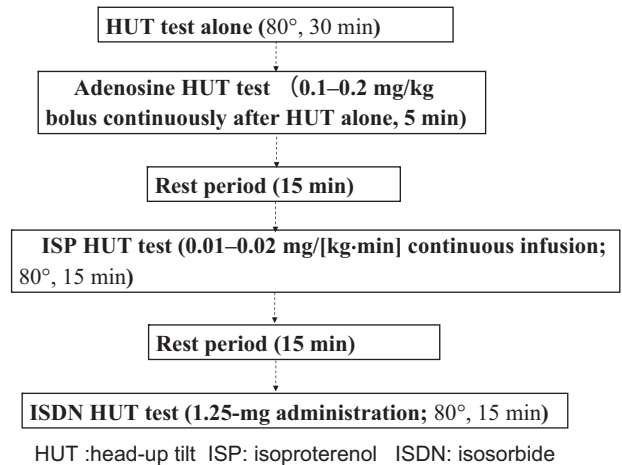 HUT test alone (80°, 30 min)
Adenosine HUT test （0.1–0.2 mg/kg
bolus continuously after HUT alone, 5 min)
Rest period (15 min)
ISP HUT test (0.01–0.02 mg/[kg·min] continuous infusion;
80°, 15 min)
Rest period (15 min)
ISDN HUT test (1.25-mg administration; 80°, 15 min)
HUT :head-up tilt ISP: isoproterenol ISDN: isosorbide